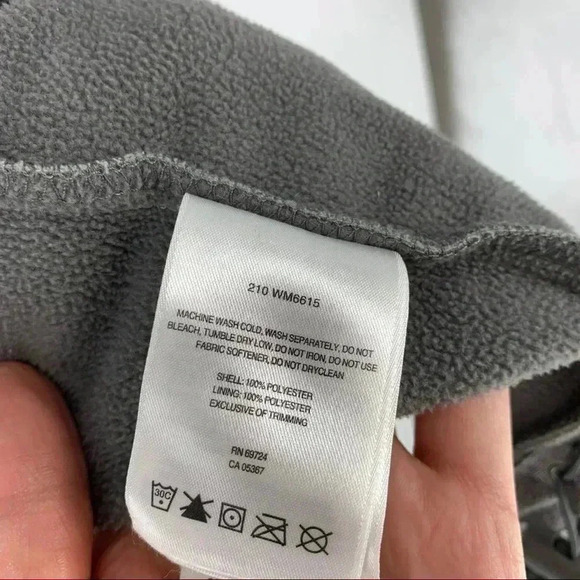 210 WM6615
MACHINE WASH COLD, WASH SEPARATELY, DO NOT
BLEACH, TUMBLE DRY LOW, DO NOT IRON, DO NOT USE
FABRIC SOFTENER, DO NOT DRYCLEAN
SHELL: 100% POLYESTER
LINING: 100% POLYESTER
EXCLUSIVE OF TRIMMING
RN 69724
CA 05367
30C